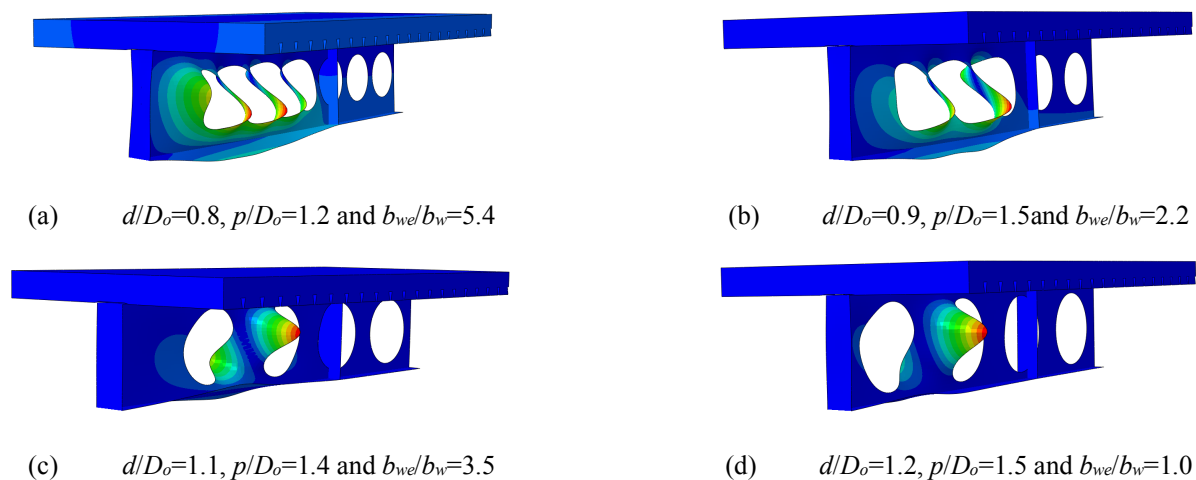 (a) d/Do=0.8, p/Do=1.2 and bwe/bw=5.4
(b) d/Do=0.9, p/Do=1.5and bwe/bw=2.2
(c) d/Do=1.1, p/Do=1.4 and bwe/bw=3.5
(d) d/Do=1.2, p/Do=1.5 and bwe/bw=1.0